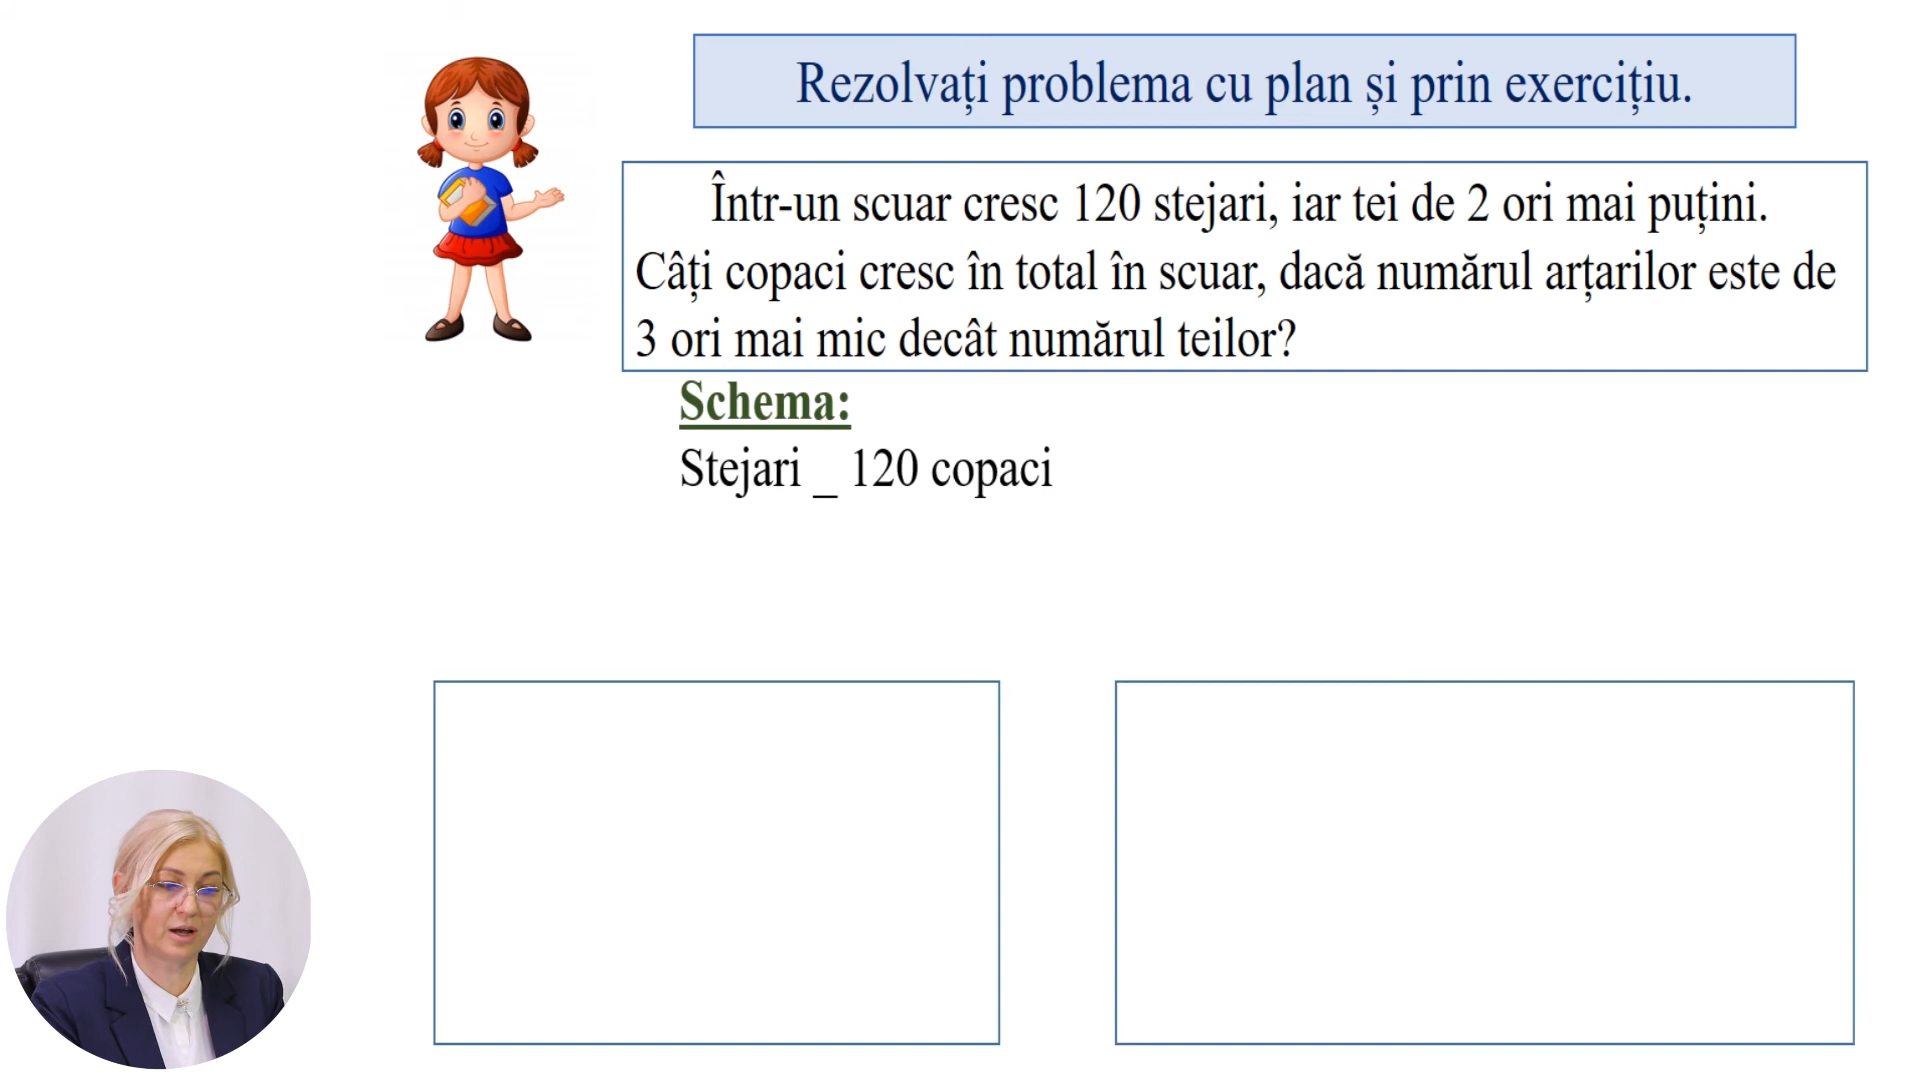 Rezolvați problema cu plan și prin exercițiu.
Într-un scuar cresc 120 stejari, iar tei de 2 ori mai puțini.
Câți copaci cresc în total în scuar, dacă numărul arțarilor este de
3 ori mai mic decât numărul teilor?
Schema:
Stejari _ 120 copaci